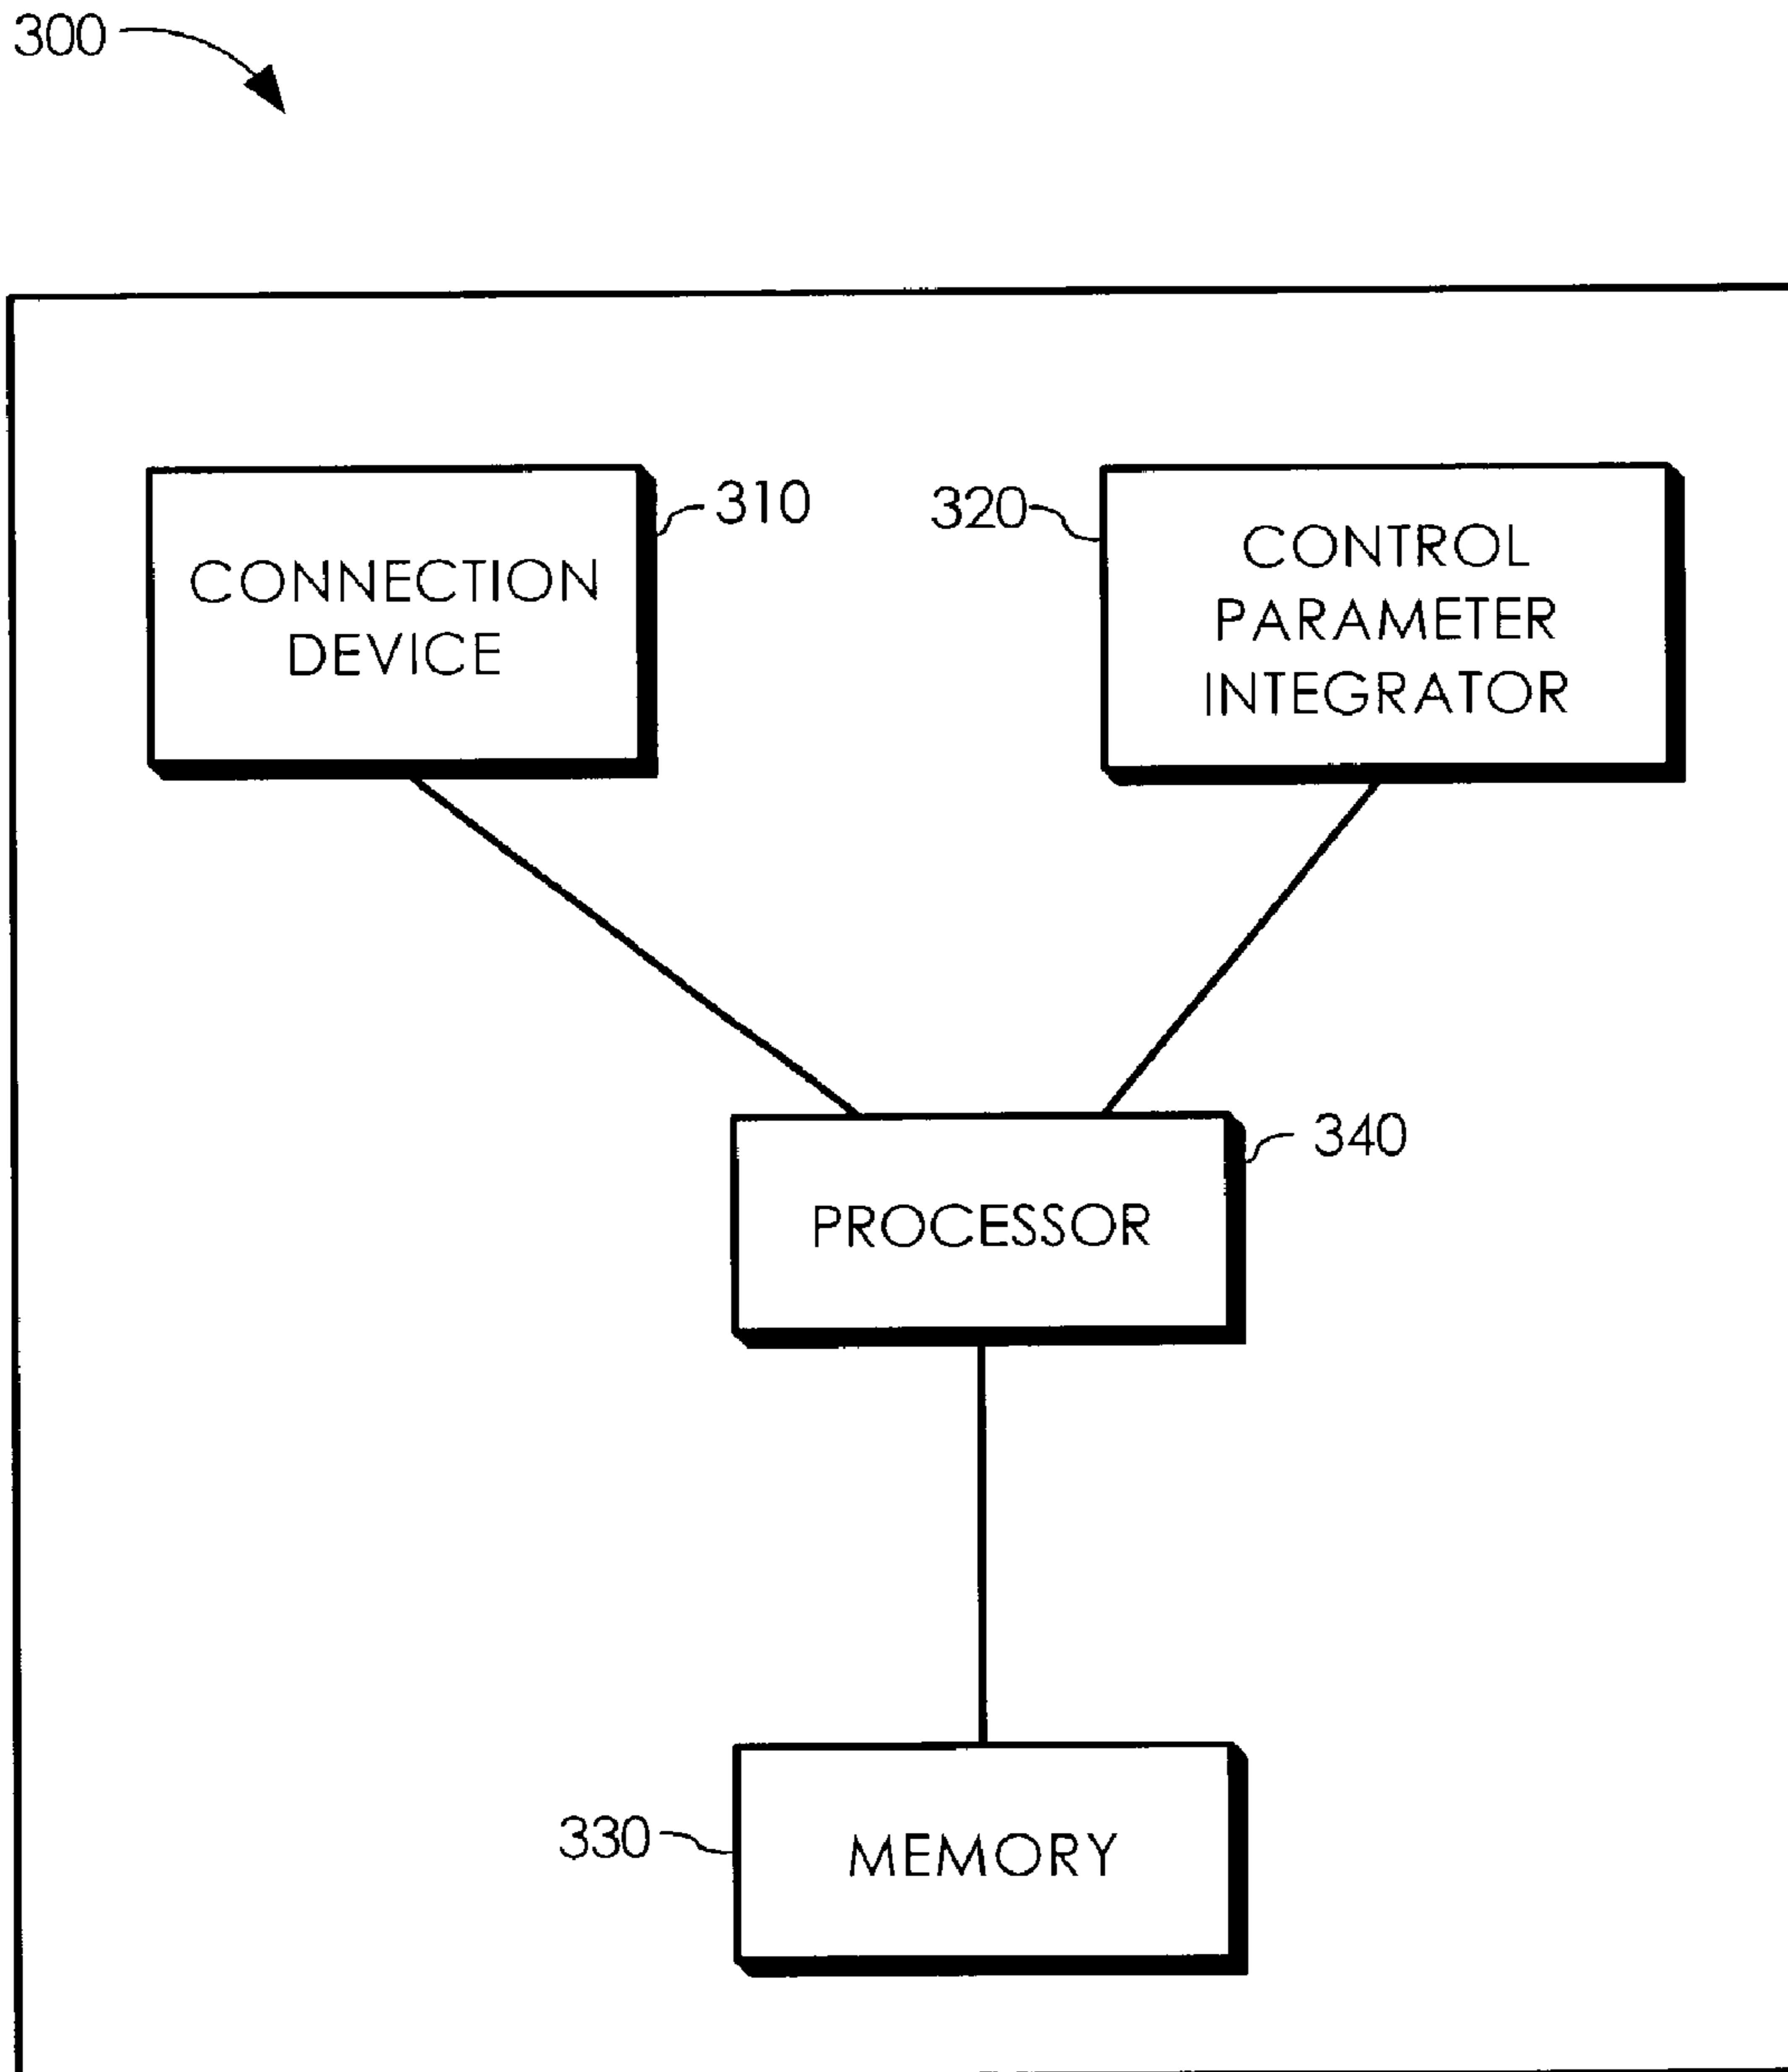 300
310
320
CONNECTION
DEVICE
CONTROL
PARAMETER
INTEGRATOR
340
PROCESSOR
330
MEMORY